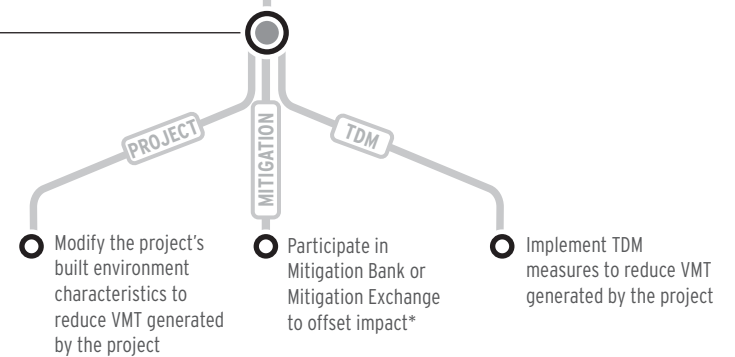 PROJECT
MITIGATION
TDM
Modify the project's
built environment
characteristics to
reduce VMT generated
by the project
Participate in
Mitigation Bank or
Mitigation Exchange
to offset impact*
Implement TDM
measures to reduce VMT
generated by the project